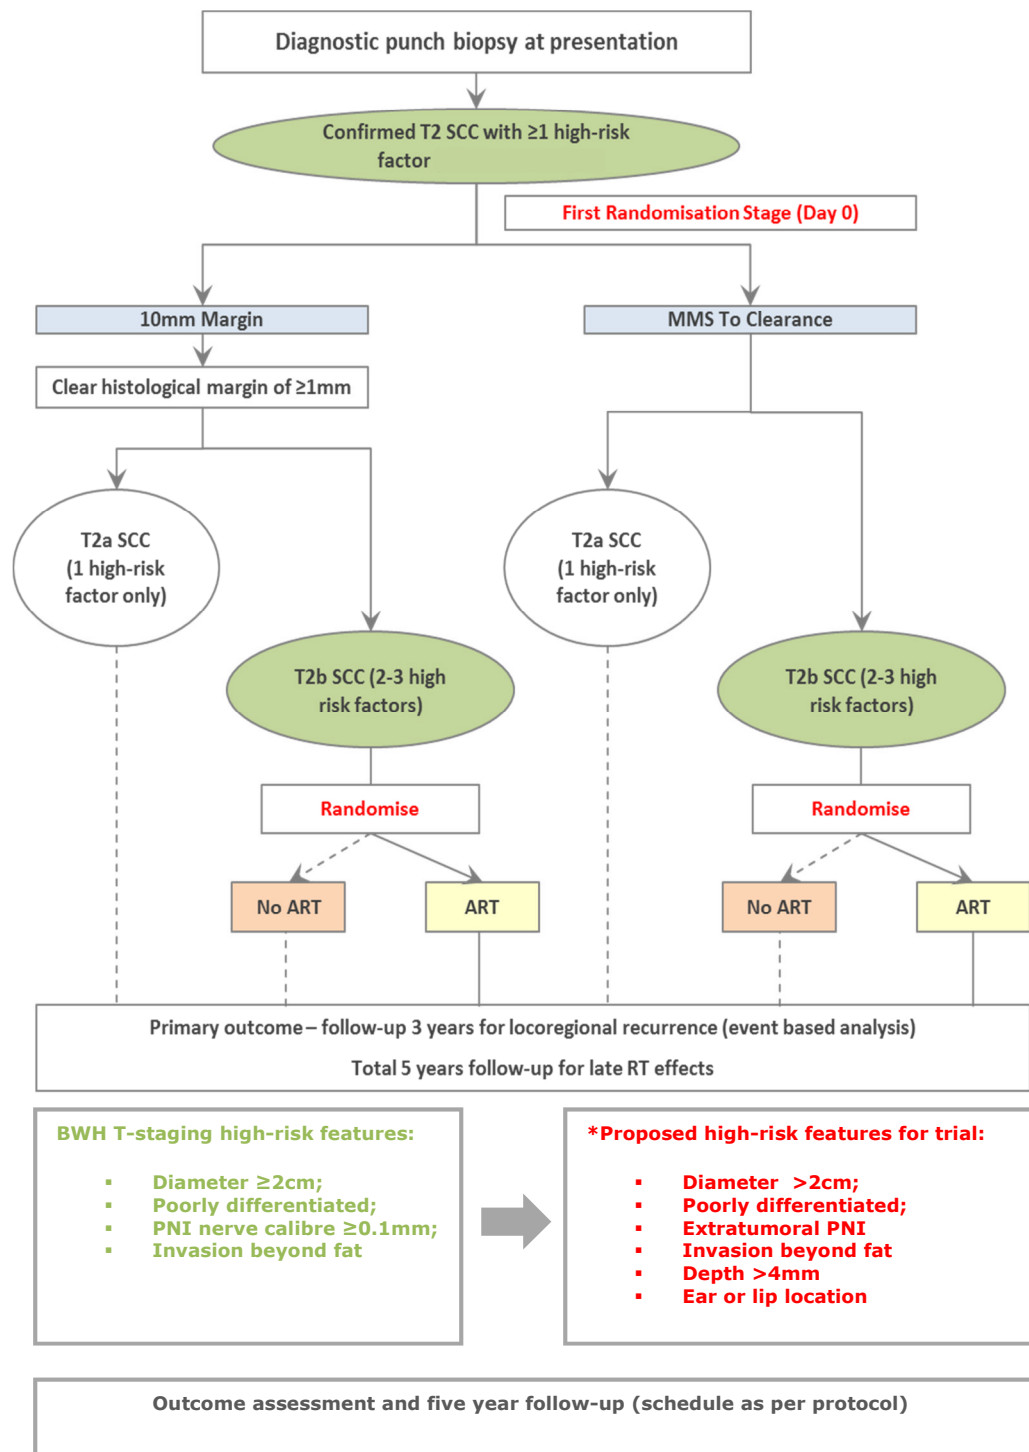 Diagnostic punch biopsy at presentation
Confirmed T2 SCC with ≥1 high-risk
factor
First Randomisation Stage (Day 0)
10mm Margin
MMS To Clearance
Clear histological margin of ≥1mm
T2a SCC
(1 high-risk
factor only)
T2a SCC
(1 high-risk
factor only)
T2b SCC (2-3 high
risk factors)
T2b SCC (2-3 high
risk factors)
Randomise
Randomise
No ART
ART
No ART
ART
Primary outcome – follow-up 3 years for locoregional recurrence (event based analysis)
Total 5 years follow-up for late RT effects
BWH T-staging high-risk features:
▪ Diameter ≥2cm;
▪ Poorly differentiated;
▪ PNI nerve calibre ≥0.1mm;
▪ Invasion beyond fat
*Proposed high-risk features for trial:
▪ Diameter >2cm;
▪ Poorly differentiated;
▪ Extratumoral PNI
▪ Invasion beyond fat
▪ Depth >4mm
▪ Ear or lip location
Outcome assessment and five year follow-up (schedule as per protocol)